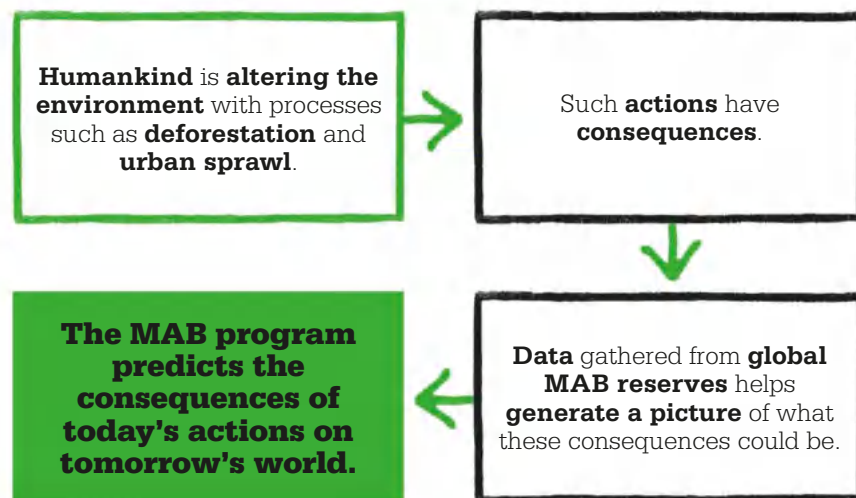 Humankind is altering the
environment with processes
such as deforestation and
urban sprawl.
Such actions have
consequences.
Data gathered from global
MAB reserves helps
generate a picture of what
these consequences could be.
The MAB program
predicts the
consequences of
today's actions on
tomorrow's world.